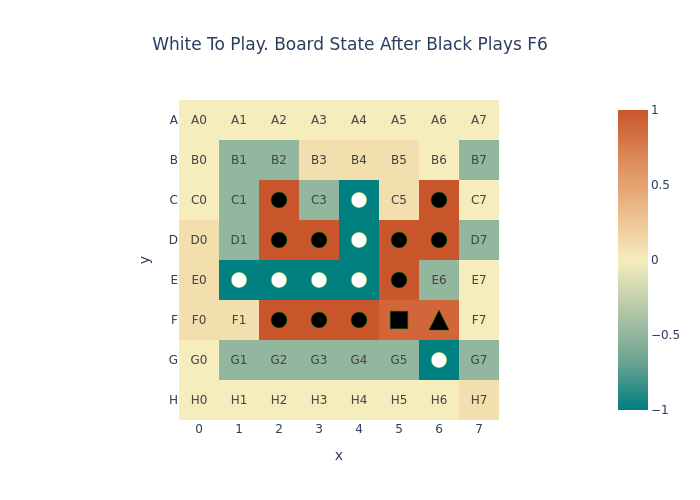 White To Play. Board State After Black Plays F6
A A0 A1 A2 A3 A4 A5 A6 A7
B B0 B1 B2 B3 B4 B5 B6 B7
C C0 C1 C3 C5 C7
D D0 D1 D7
E E0 E6 E7
F F0 F1 F7
G G0 G1 G2 G3 G4 G5 G7
H H0 H1 H2 H3 H4 H5 H6 H7
0 1 2 3 4 5 6 7
x
y
1
0.5
0
−0.5
−1